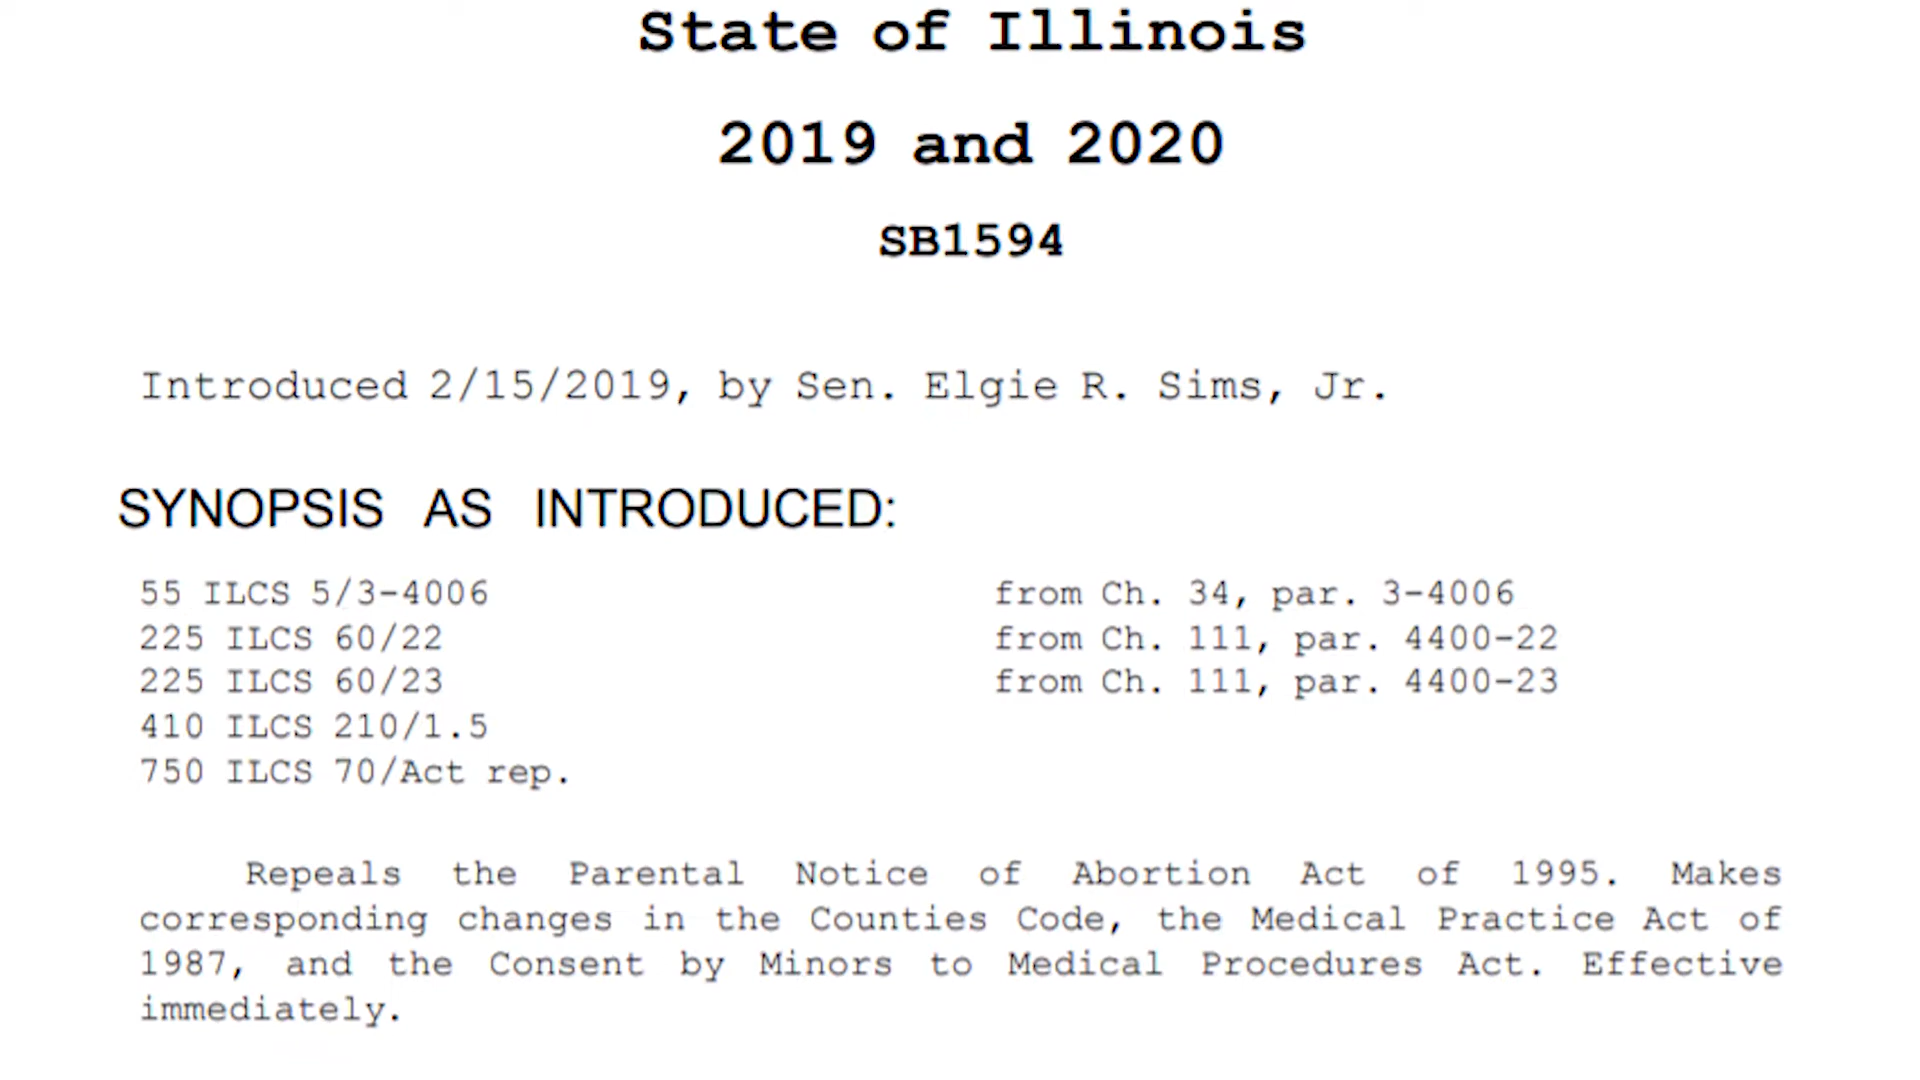 State of Illinois
2019 and 2020
SB1594
Introduced 2/15/2019, by Sen. Elgie R. Sims, Jr.
SYNOPSIS AS INTRODUCED:
55 ILCS 5/3-4006 from Ch. 34, par. 3-4006
225 ILCS 60/22 from Ch. 111, par. 4400-22
225 ILCS 60/23 from Ch. 111, par. 4400-23
410 ILCS 210/1.5
750 ILCS 70/Act rep.
Repeals the Parental Notice of Abortion Act of 1995. Makes
corresponding changes in the Counties Code, the Medical Practice Act of
1987, and the Consent by Minors to Medical Procedures Act. Effective
immediately.